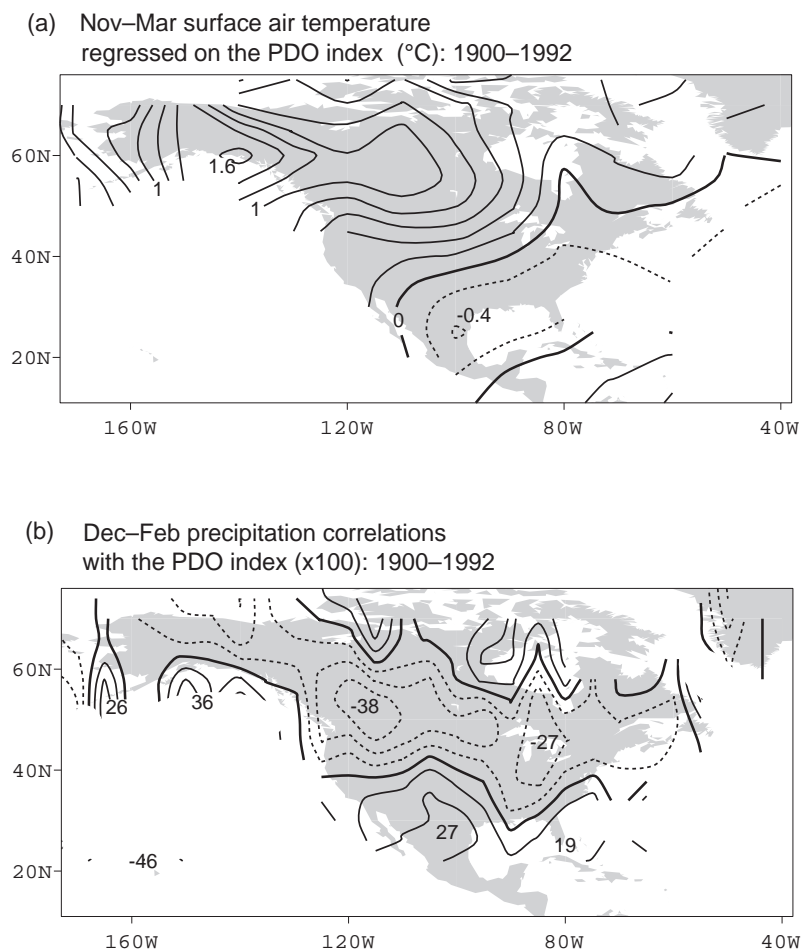 (a) Nov–Mar surface air temperature
regressed on the PDO index (°C): 1900–1992
60N
40N
20N
1.6
1
1
0
-0.4
160W 120W 80W 40W
(b) Dec–Feb precipitation correlations
with the PDO index (x100): 1900–1992
60N
40N
20N
26
36
-38
-27
27
19
-46
160W 120W 80W 40W